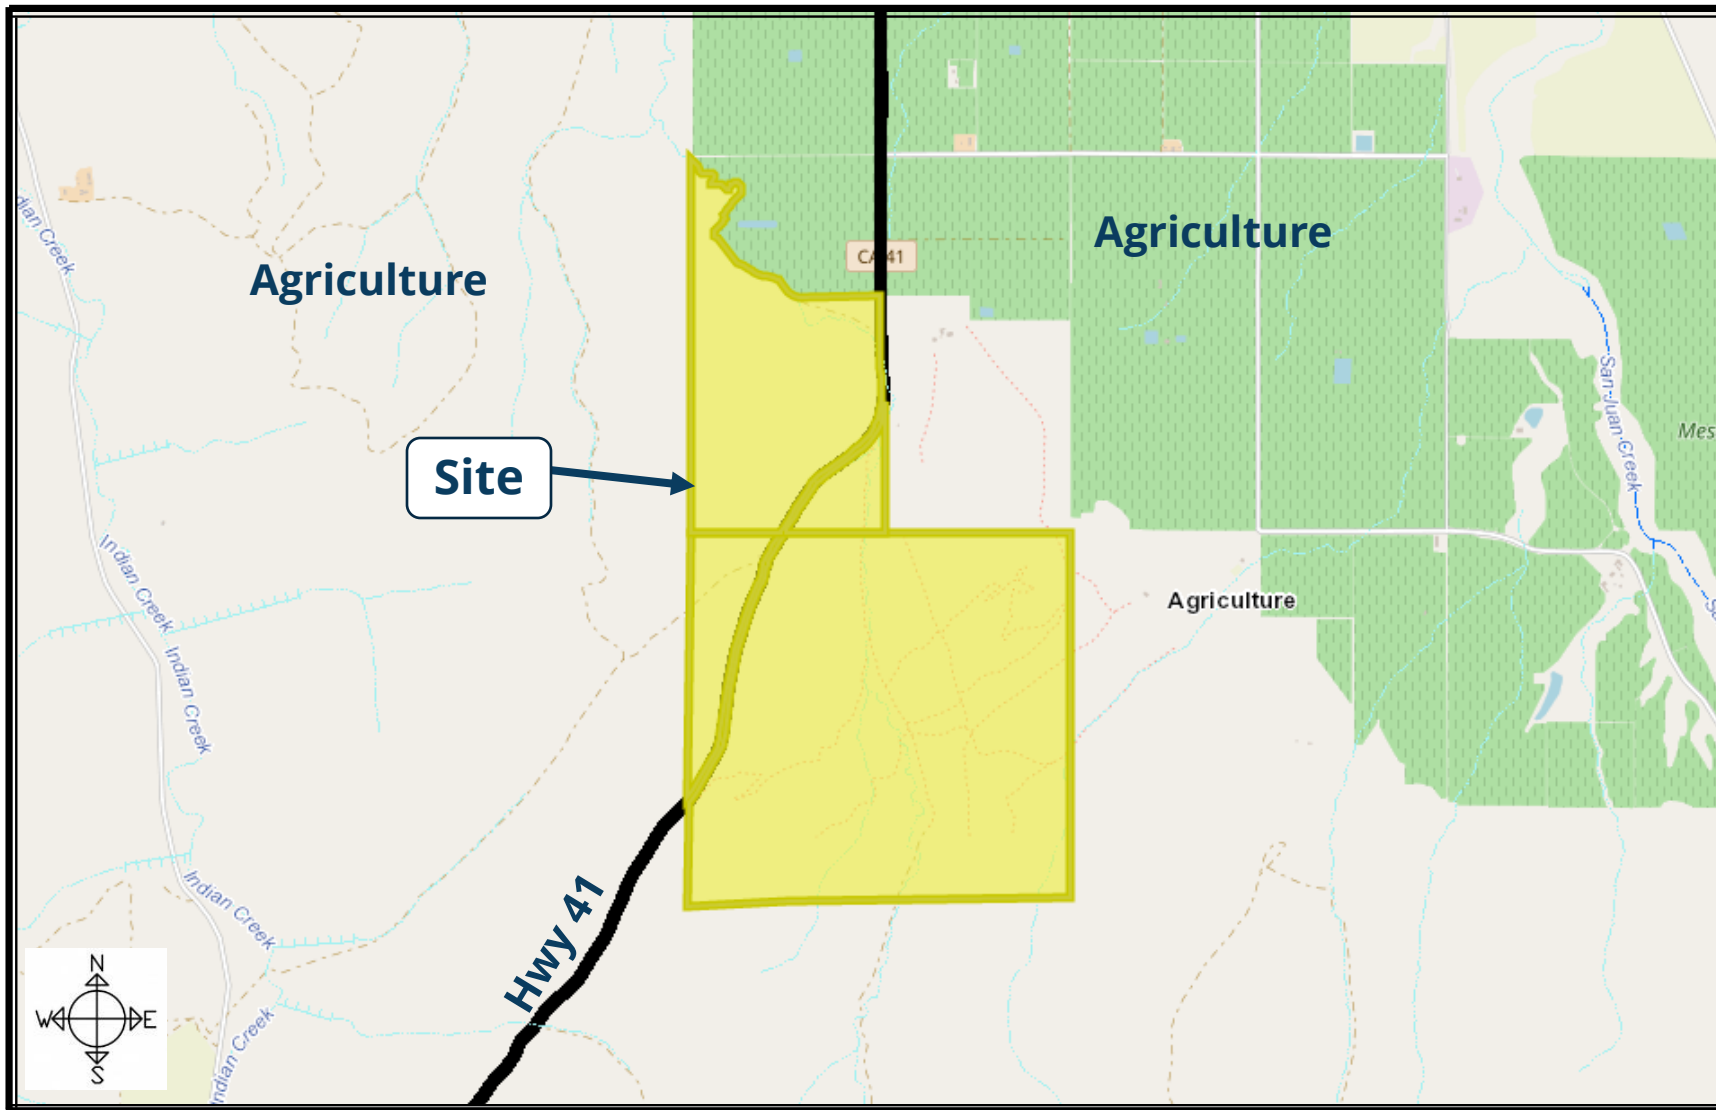 Agriculture
Agriculture
CA 41
Site
Agriculture
Hwy 41
Indian Creek
Indian Creek
Indian Creek
Indian Creek
Indian Creek
San Juan Creek
Mes
N
W
E
S